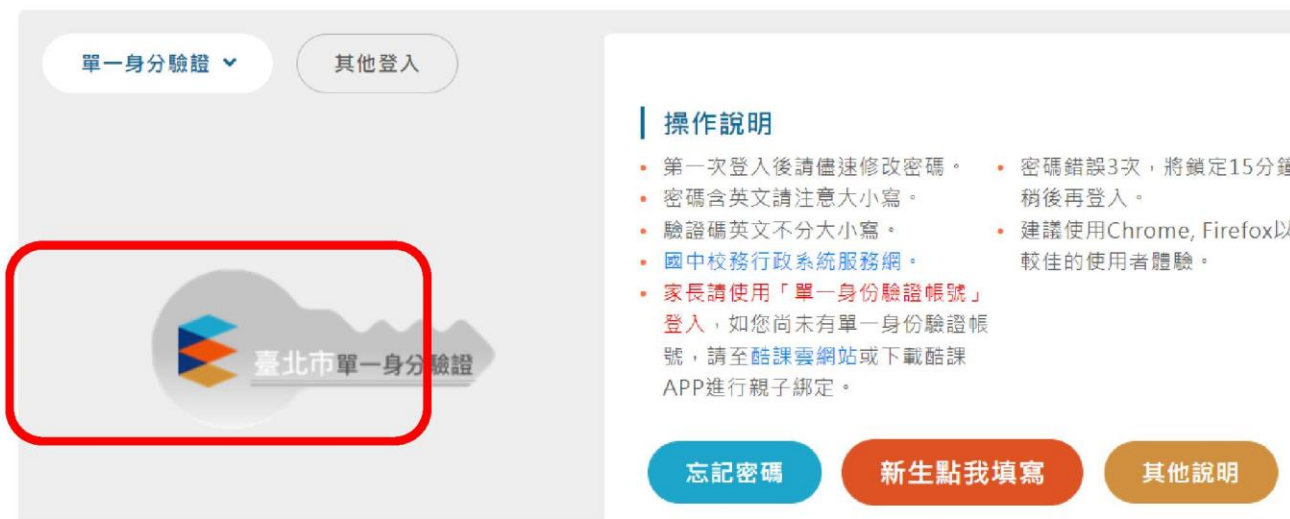 單一身分驗證
其他登入
操作說明
第一次登入後請儘速修改密碼。
密碼含英文請注意大小寫。
驗證碼英文不分大小寫。
國中校務行政系統服務網。
家長請使用「單一身份驗證帳號」
登入，如您尚未有單一身份驗證帳
號，請至酷課雲網站或下載酷課
APP進行親子綁定。
密碼錯誤3次，將鎖定15分鐘
稍後再登入。
建議使用Chrome, Firefox以
較佳的使用者體驗。
臺北市單一身分驗證
忘記密碼
新生點我填寫
其他說明